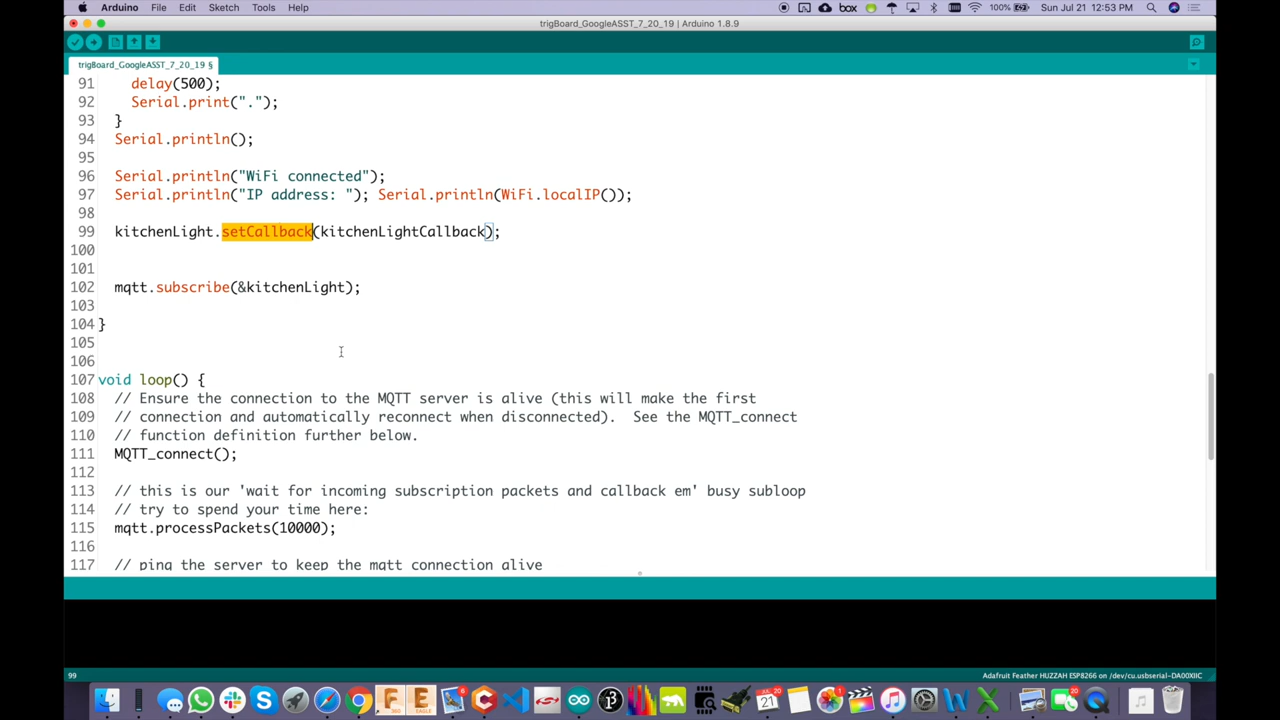 Arduino File Edit Sketch Tools Help
box
100%
Sun Jul 21 12:53 PM
trigBoard_GoogleASST_7_20_19 | Arduino 1.8.9
trigBoard_GoogleASST_7_20_19 §
91 delay(500);
92 Serial.print(".");
93 }
94 Serial.println();
95
96 Serial.println("WiFi connected");
97 Serial.println("IP address: "); Serial.println(WiFi.localIP());
98
99 kitchenLight.setCallback(kitchenLightCallback);
100
101
102 mqtt.subscribe(&kitchenLight);
103
104 }
105
106
107 void loop() {
108 // Ensure the connection to the MQTT server is alive (this will make the first
109 // connection and automatically reconnect when disconnected).  See the MQTT_connect
110 // function definition further below.
111 MQTT_connect();
112
113 // this is our 'wait for incoming subscription packets and callback em' busy subloop
114 // try to spend your time here:
115 mqtt.processPackets(10000);
116
117 // ping the server to keep the mqtt connection alive
99
Adafruit Feather HUZZAH ESP8266 on /dev/cu.usbserial-DA00XIIC